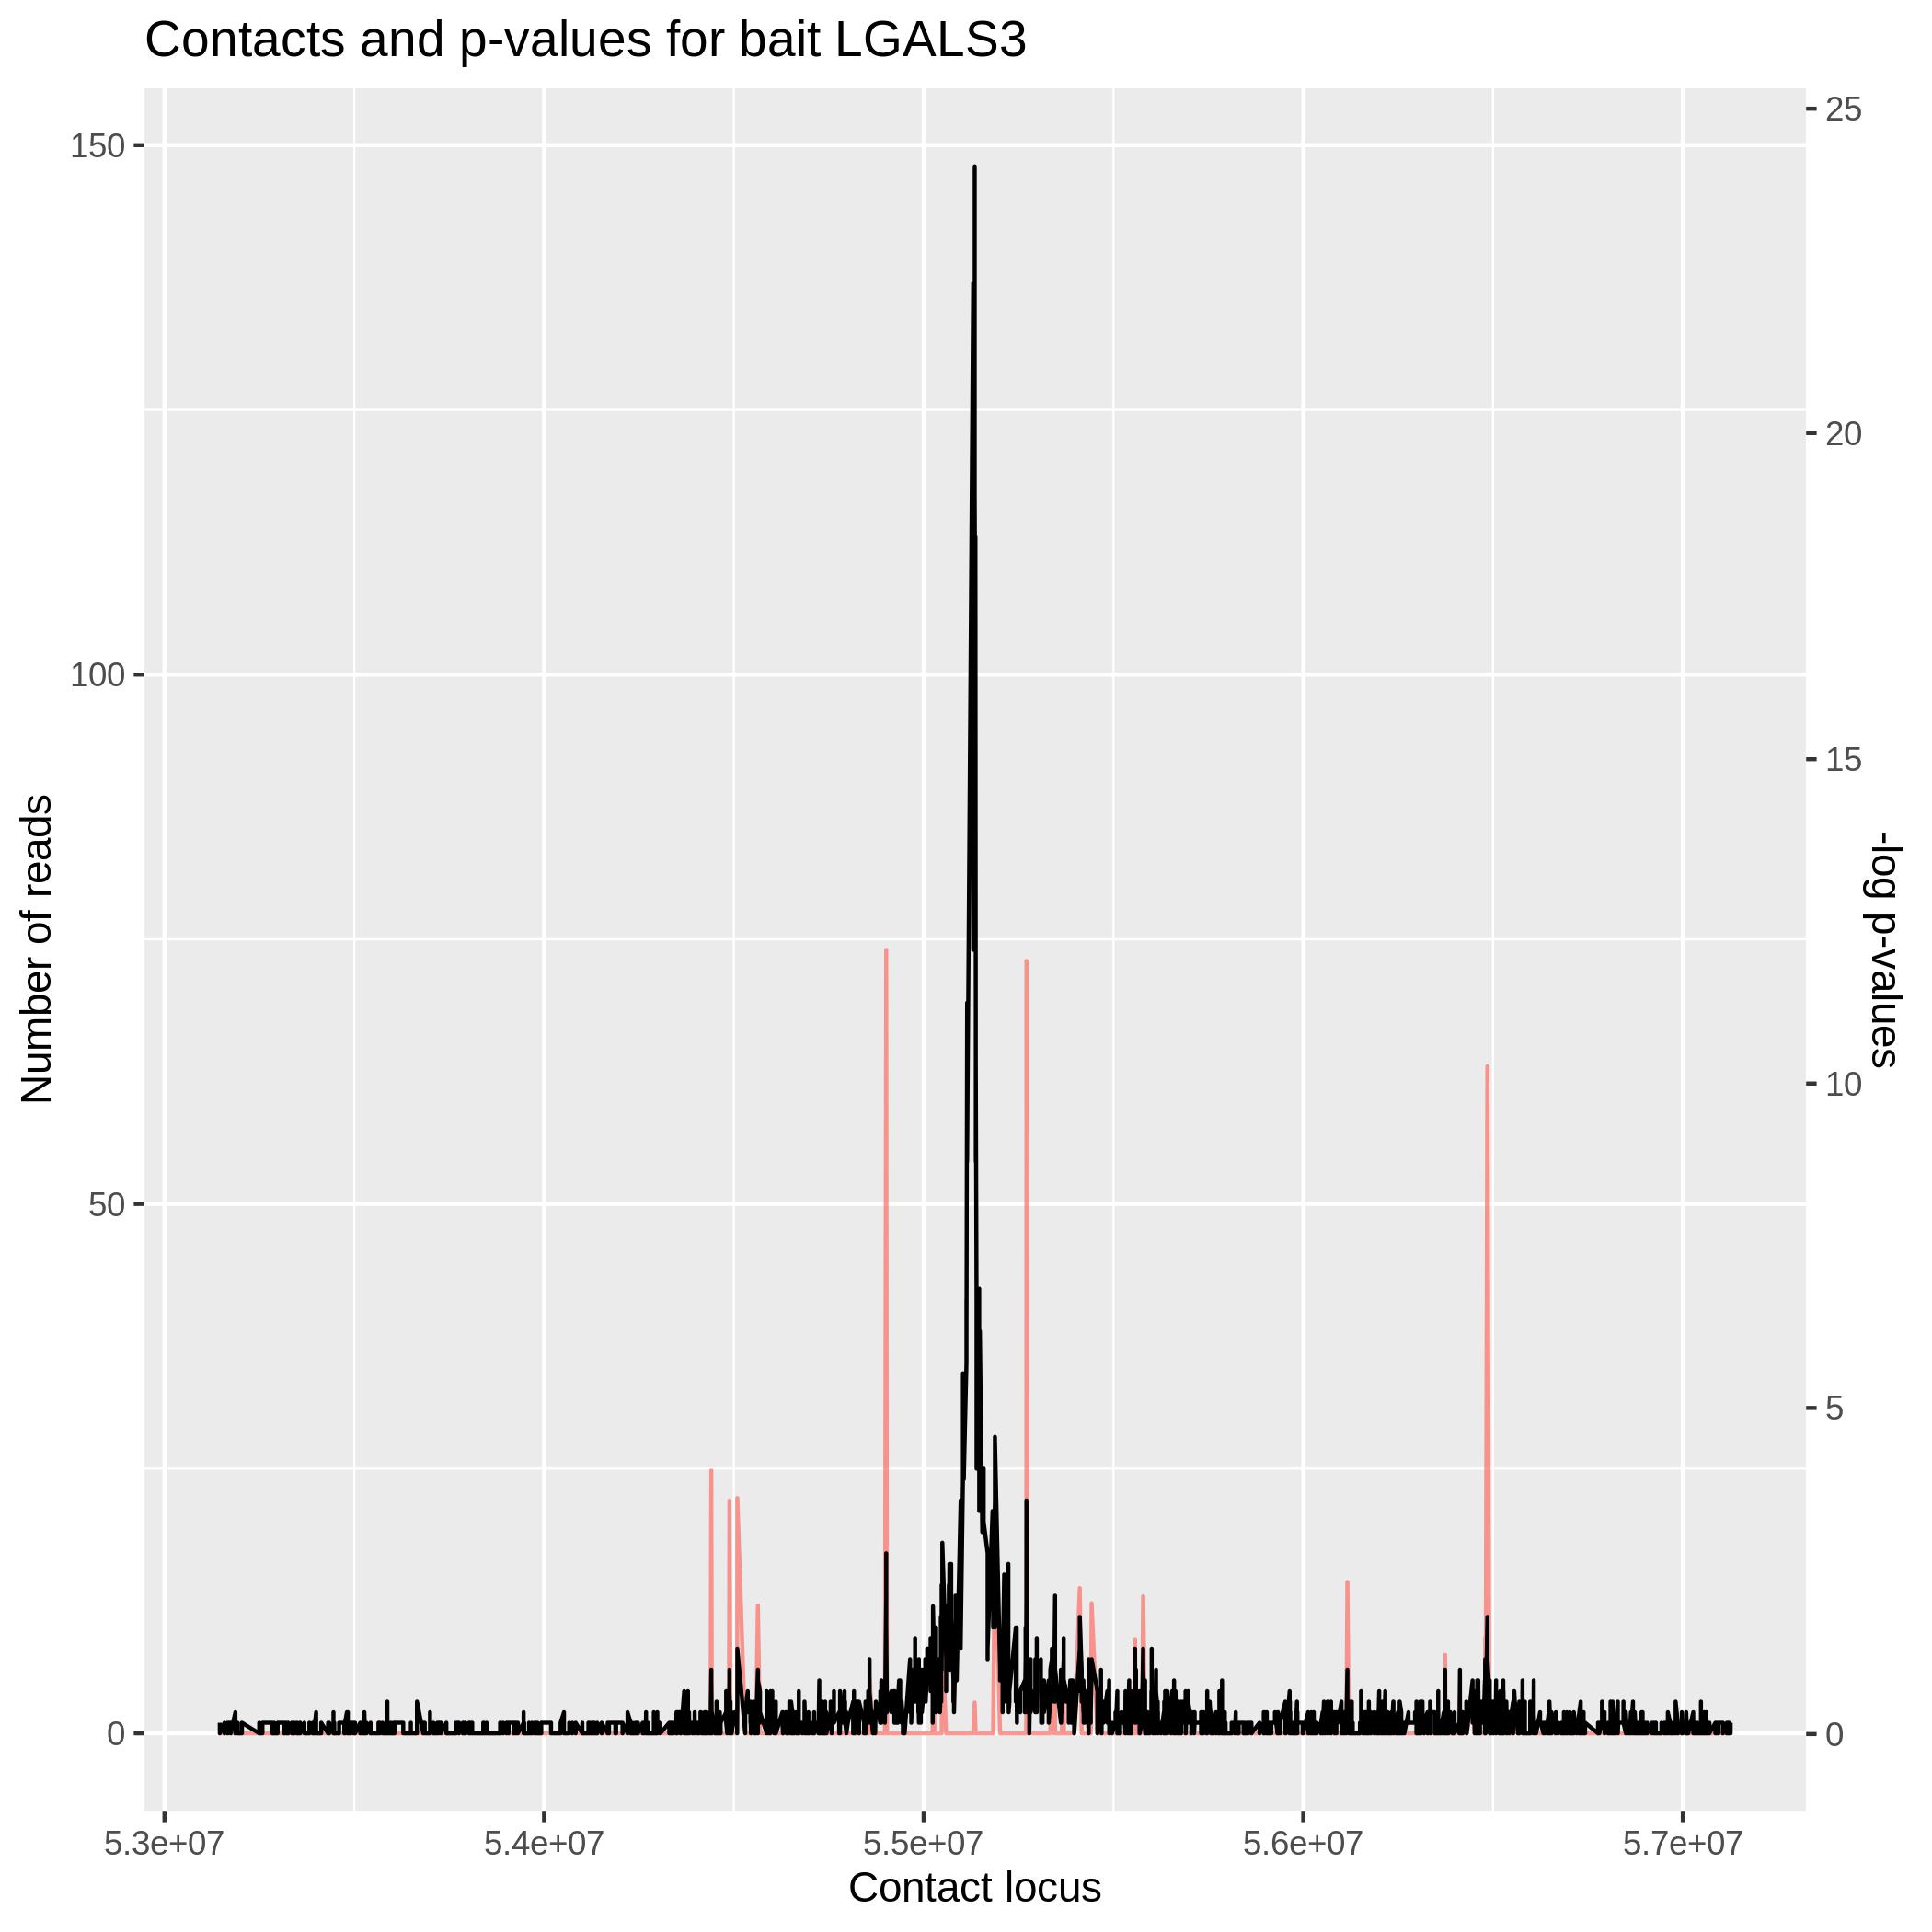 Contacts and p-values for bait LGALS3
150
100
50
0
25
20
15
10
5
0
Number of reads
-log p-values
5.3e+07
5.4e+07
5.5e+07
5.6e+07
5.7e+07
Contact locus